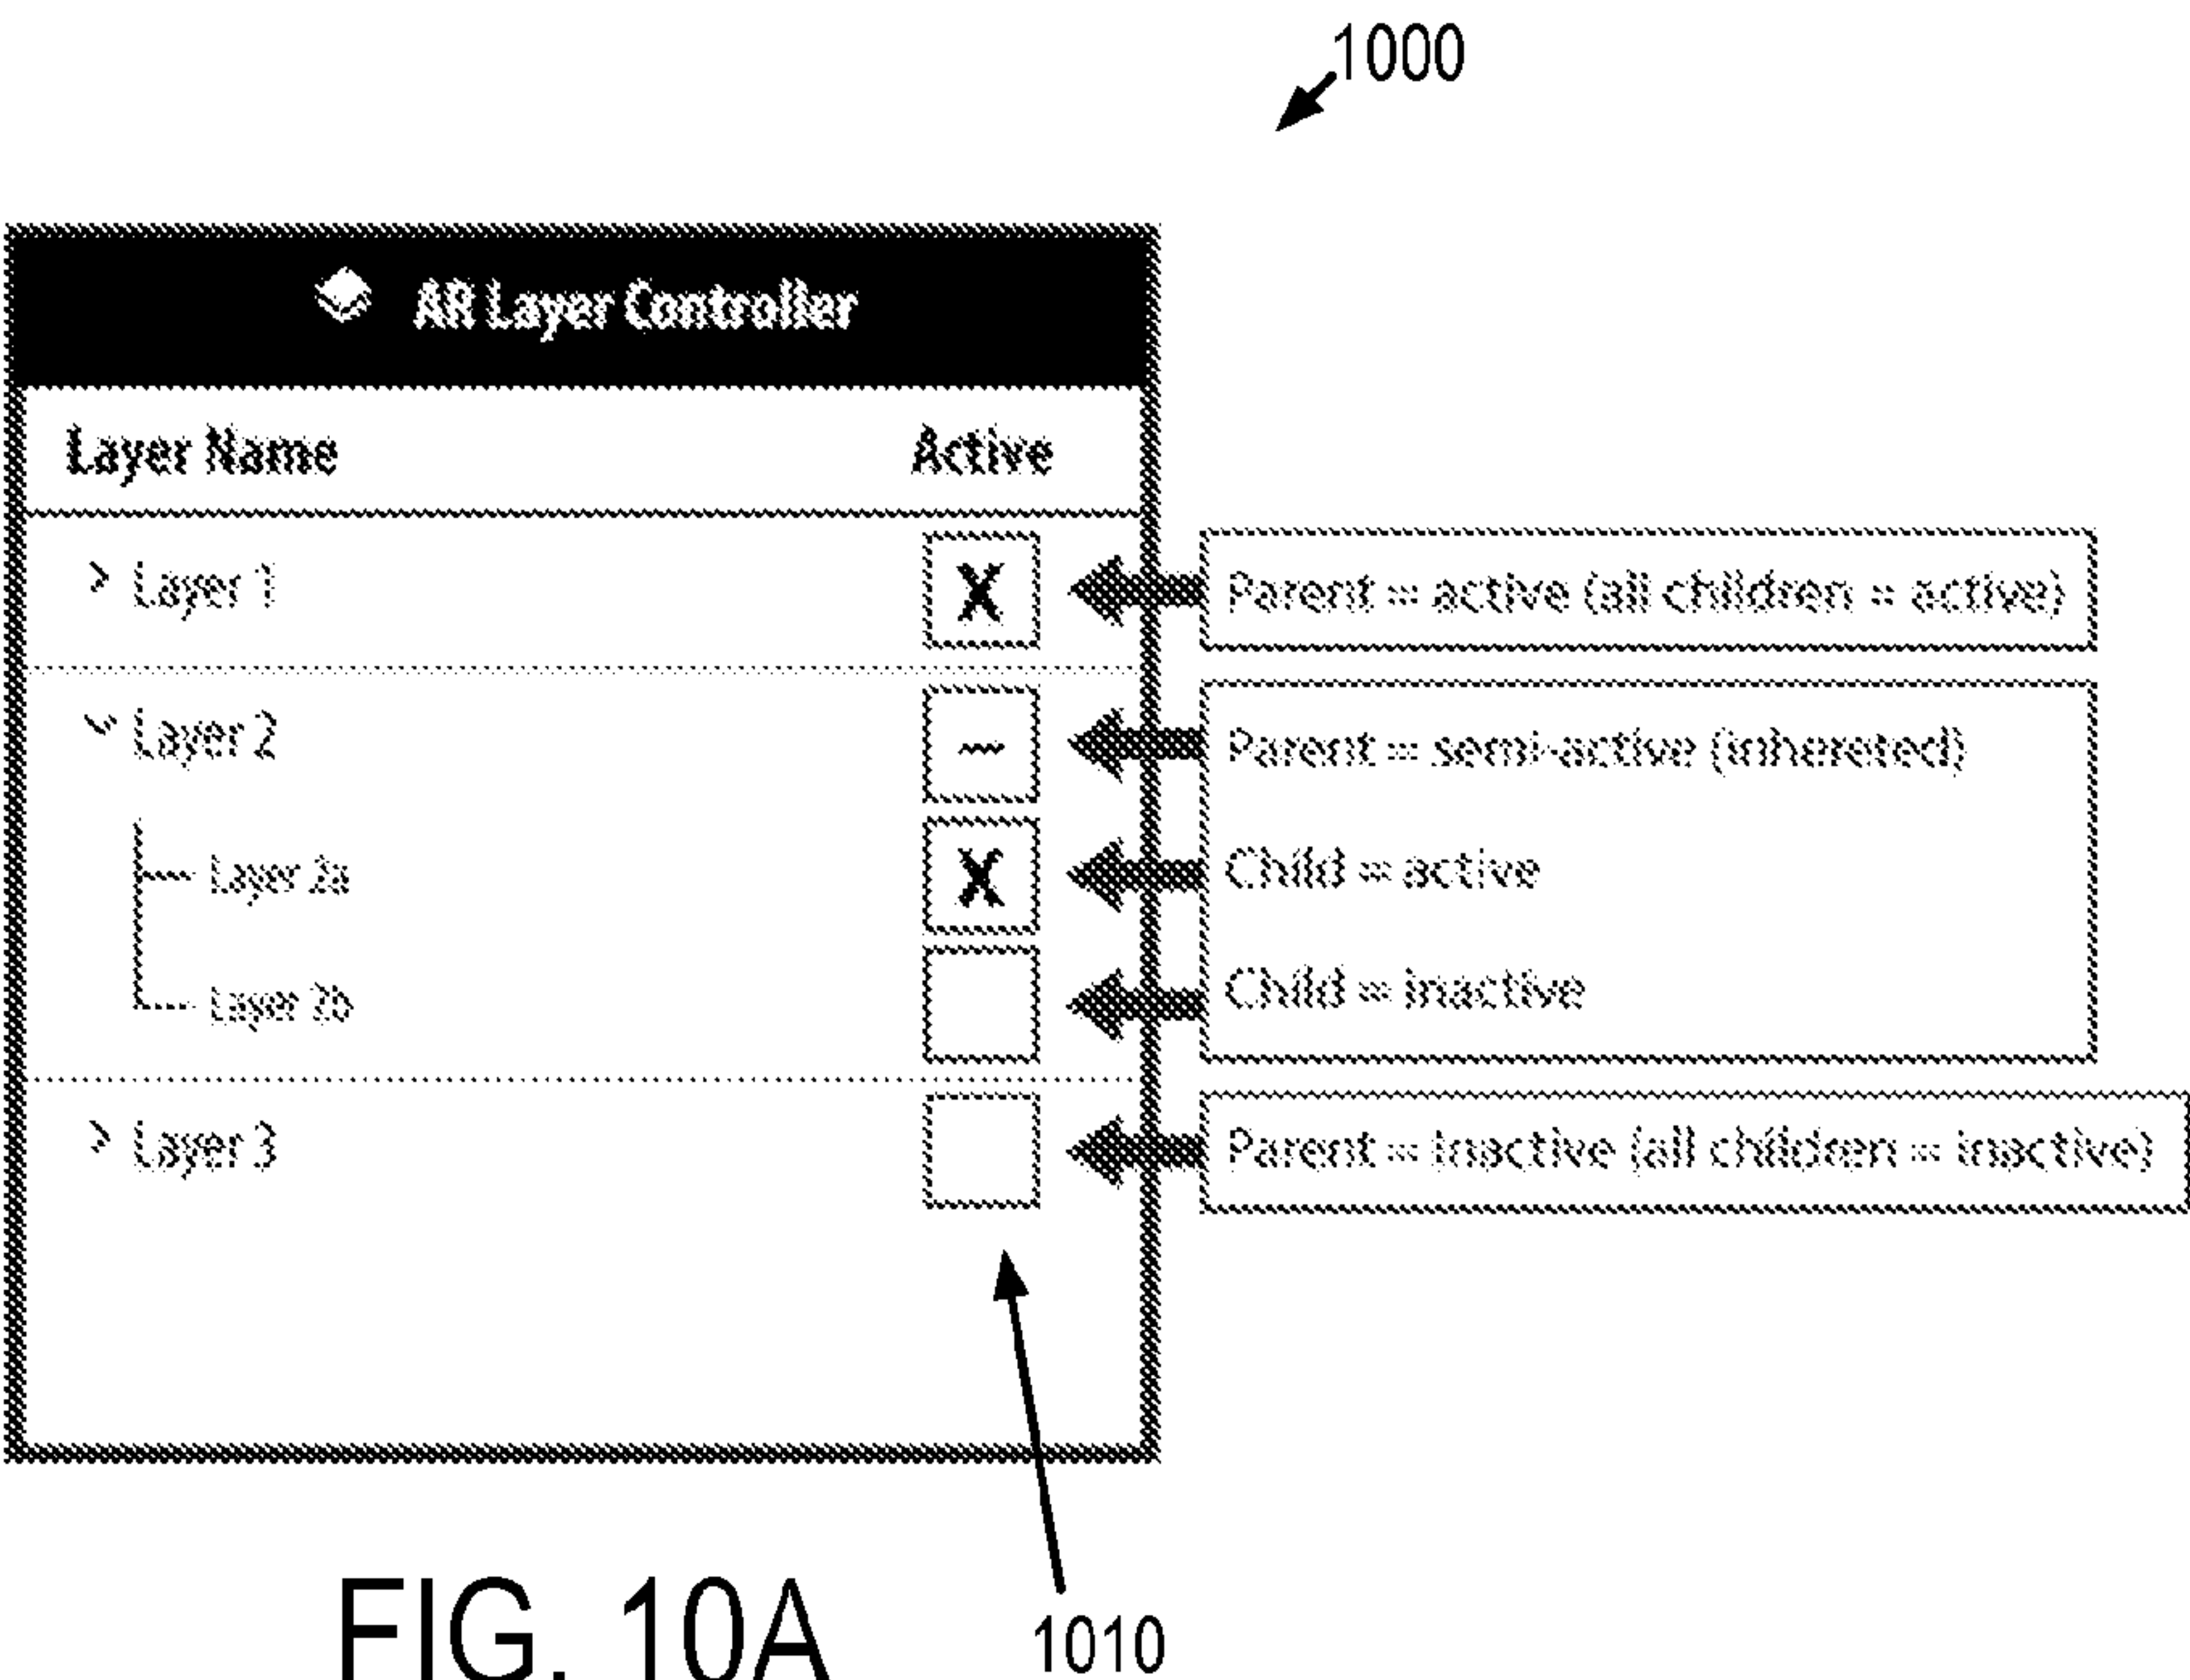 1000
AR Layer Controller
Layer Name Active
> Layer 1 X Parent = active (all children = active)
Layer 2 – Parent = semi-active (inhereted)
Layer 2a X Child = active
Layer 2b Child = inactive
> Layer 3 Parent = Inactive (all children = inactive)
FIG. 10A
1010